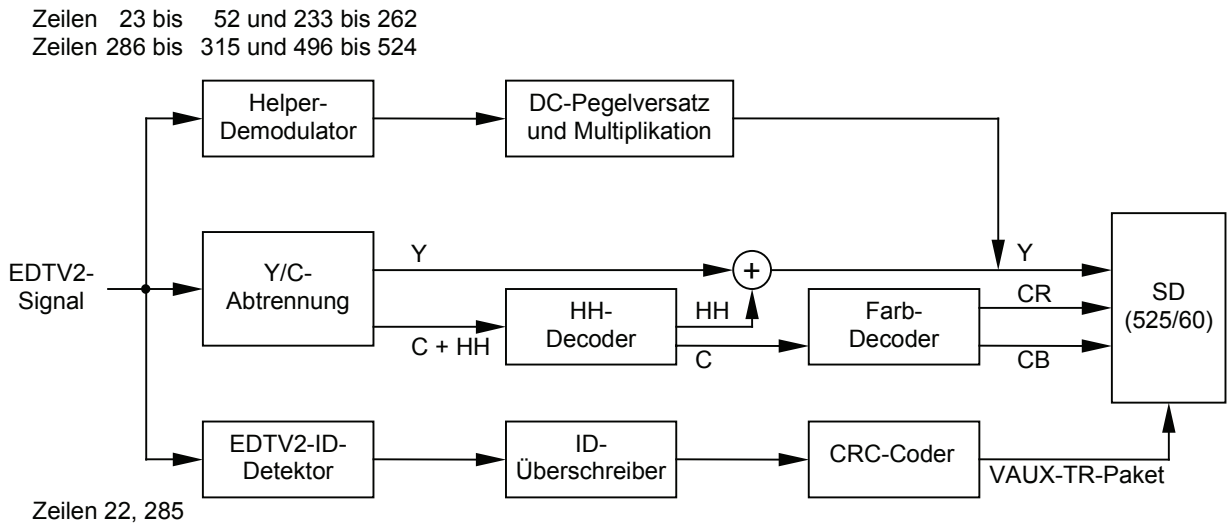 Zeilen 23 bis 52 und 233 bis 262
Zeilen 286 bis 315 und 496 bis 524
Helper-
Demodulator
DC-Pegelversatz
und Multiplikation
EDTV2-
Signal
Y/C-
Abtrennung
Y
C + HH
HH-
Decoder
HH
C
+
Farb-
Decoder
Y
CR
CB
SD
(525/60)
EDTV2-ID-
Detektor
ID-
Überschreiber
CRC-Coder
VAUX-TR-Paket
Zeilen 22, 285